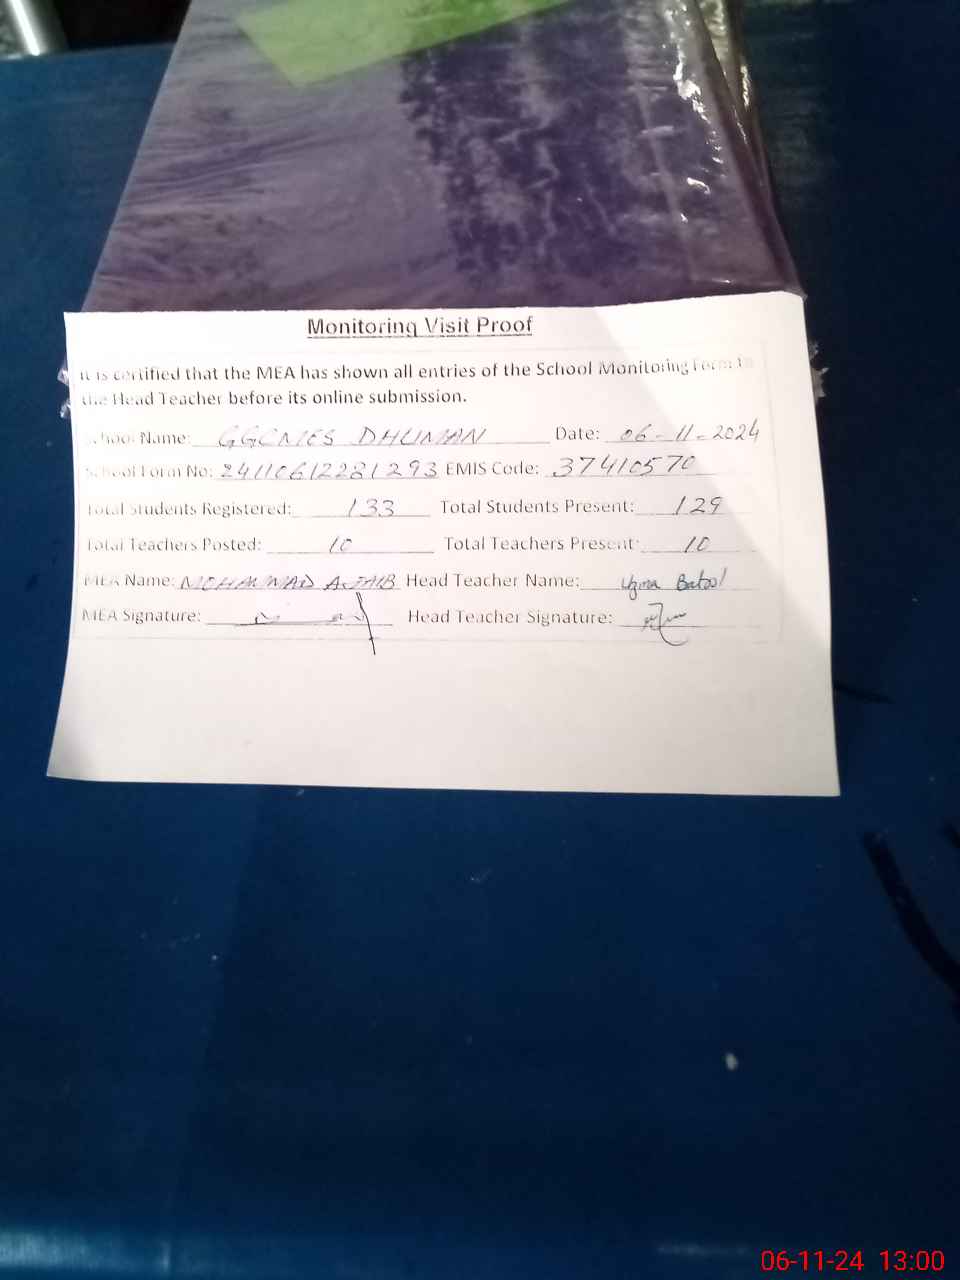 Monitoring Visit Proof
It is certified that the MEA has shown all entries of the School Monitoring Form to
the Head Teacher before its online submission.
School Name: GGCMES DHUMAN Date: 06-11-2024
School Form No: 24110612281293 EMIS Code: 37410570
Total Students Registered: 133 Total Students Present: 129
Total Teachers Posted: 10 Total Teachers Present: 10
MEA Name: MOHAMMAD AJAIB Head Teacher Name: Uzma Batool
MEA Signature: Head Teacher Signature:
06-11-24 13:00